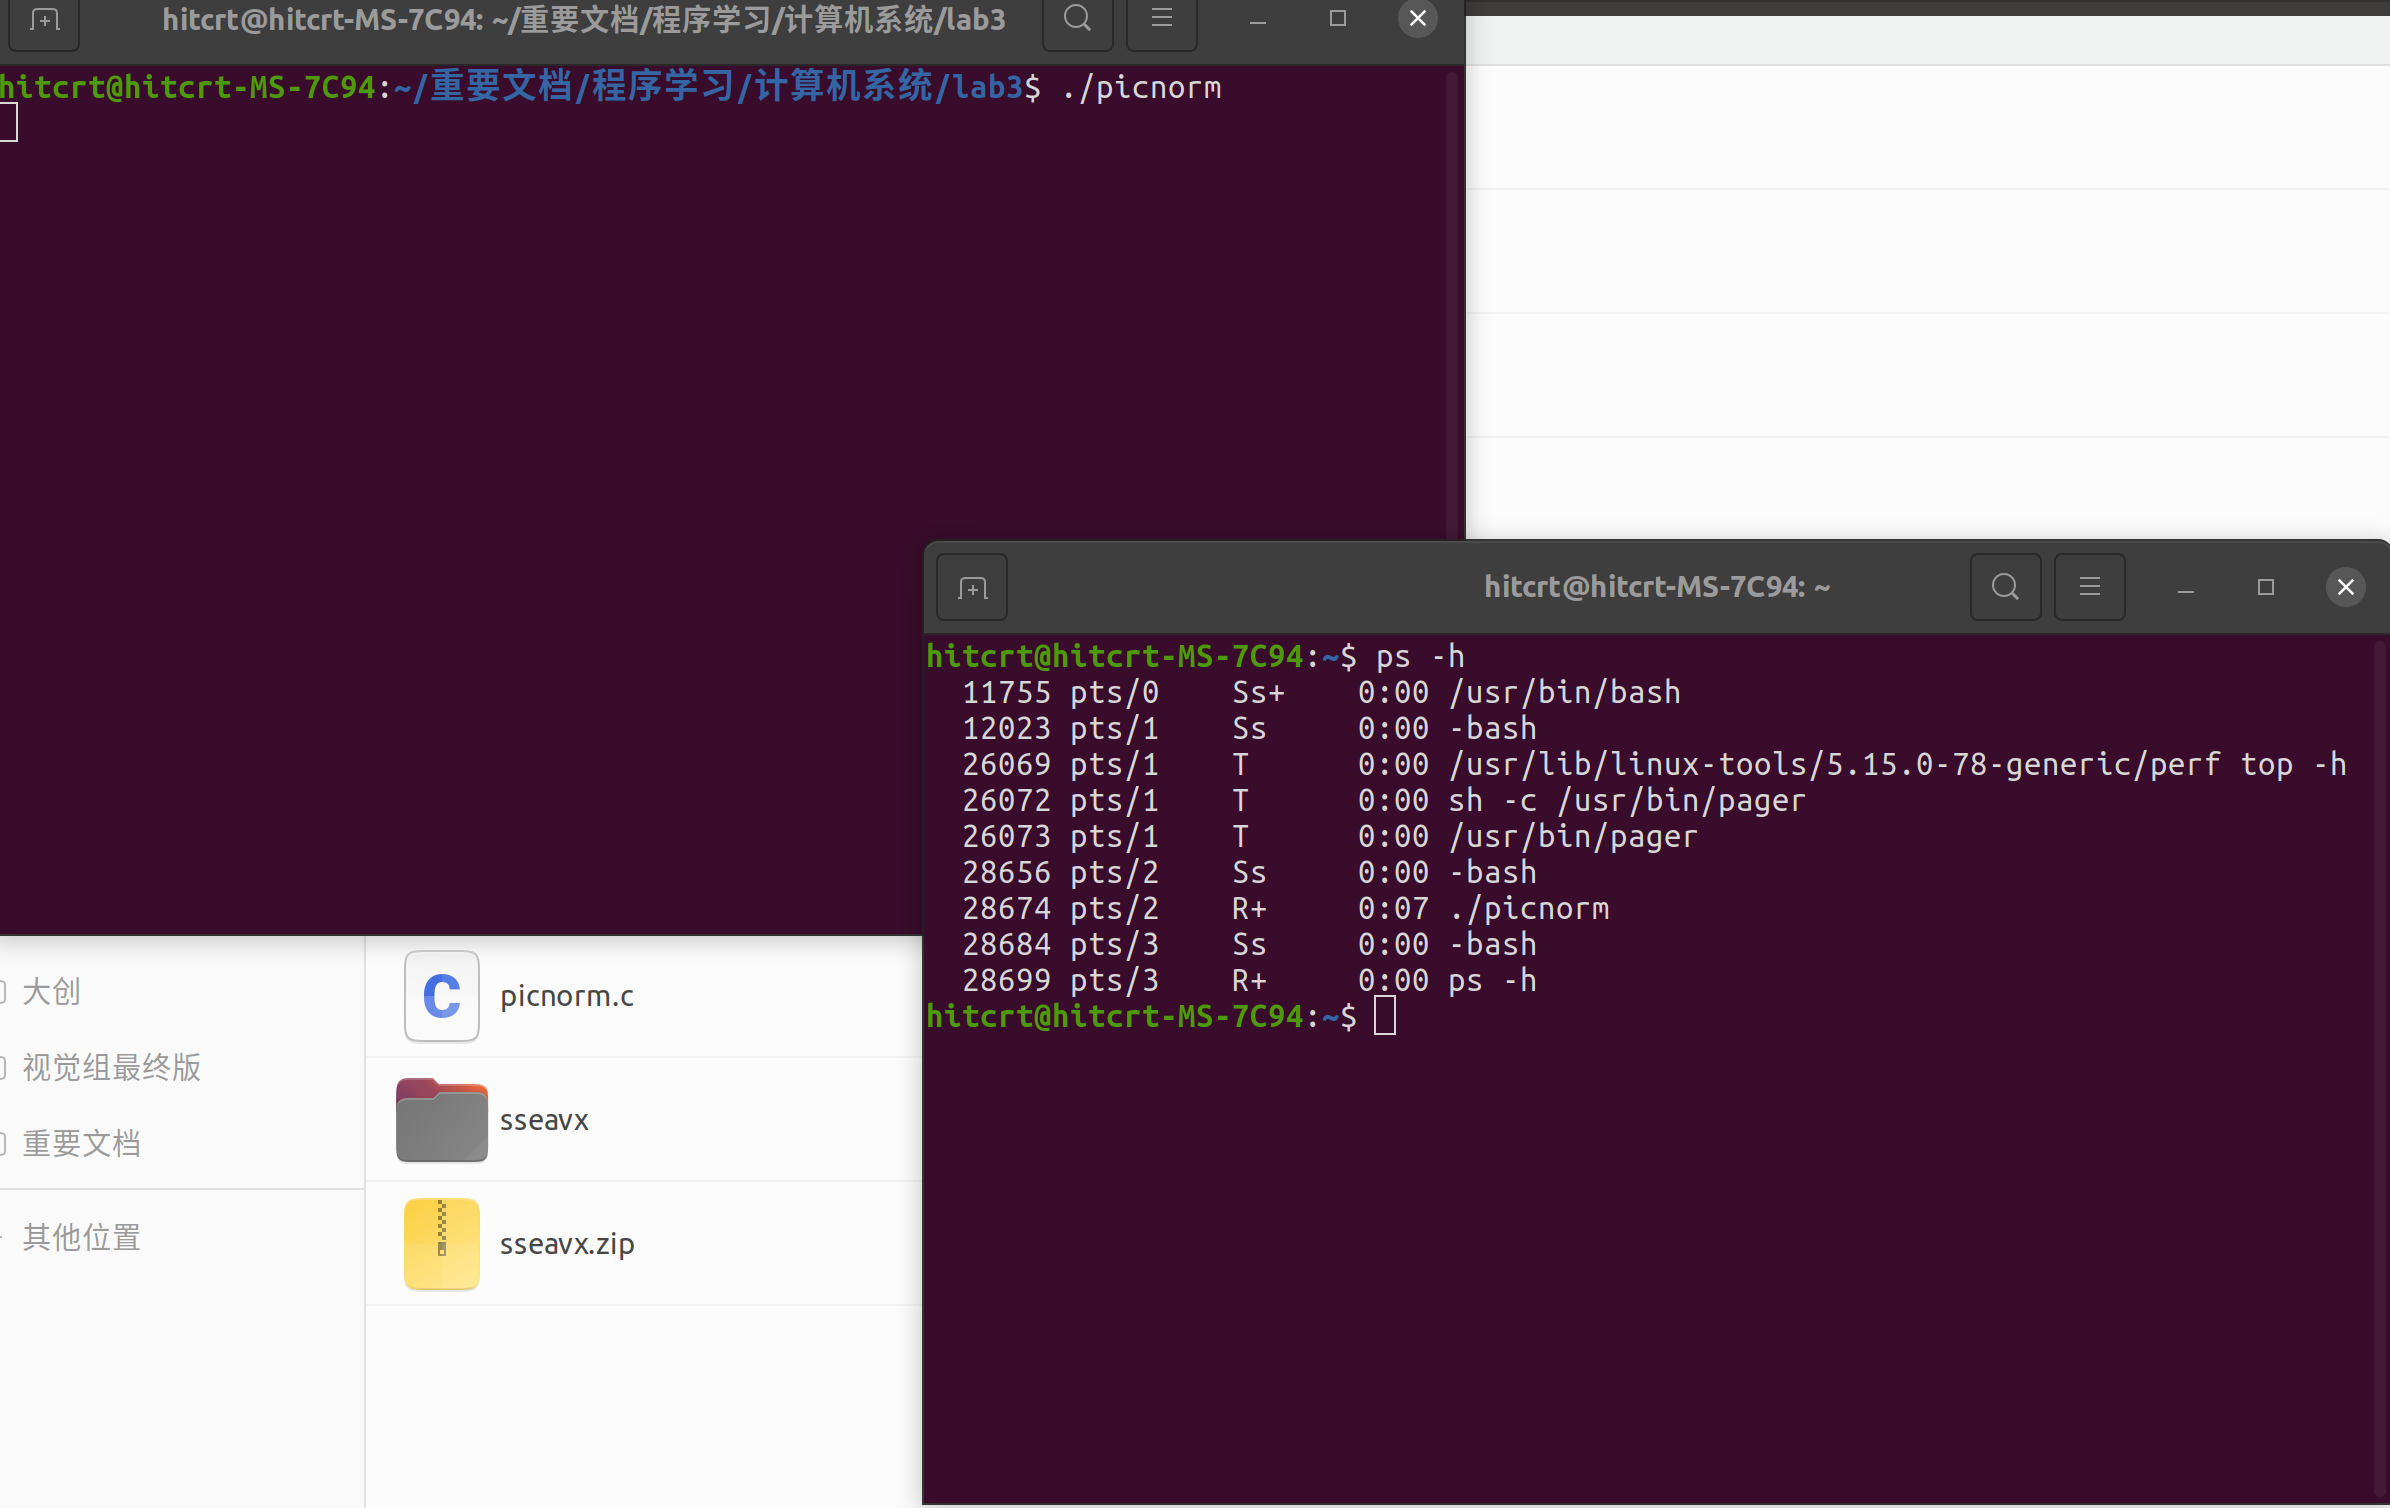 hitcrt@hitcrt-MS-7C94: ~/重要文档/程序学习/计算机系统/lab3
hitcrt@hitcrt-MS-7C94:~/重要文档/程序学习/计算机系统/lab3$ ./picnorm
hitcrt@hitcrt-MS-7C94: ~
hitcrt@hitcrt-MS-7C94:~$ ps -h
11755 pts/0 Ss+ 0:00 /usr/bin/bash
12023 pts/1 Ss 0:00 -bash
26069 pts/1 T 0:00 /usr/lib/linux-tools/5.15.0-78-generic/perf top -h
26072 pts/1 T 0:00 sh -c /usr/bin/pager
26073 pts/1 T 0:00 /usr/bin/pager
28656 pts/2 Ss 0:00 -bash
28674 pts/2 R+ 0:07 ./picnorm
28684 pts/3 Ss 0:00 -bash
28699 pts/3 R+ 0:00 ps -h
hitcrt@hitcrt-MS-7C94:~$
大创
视觉组最终版
重要文档
其他位置
C
picnorm.c
sseavx
sseavx.zip